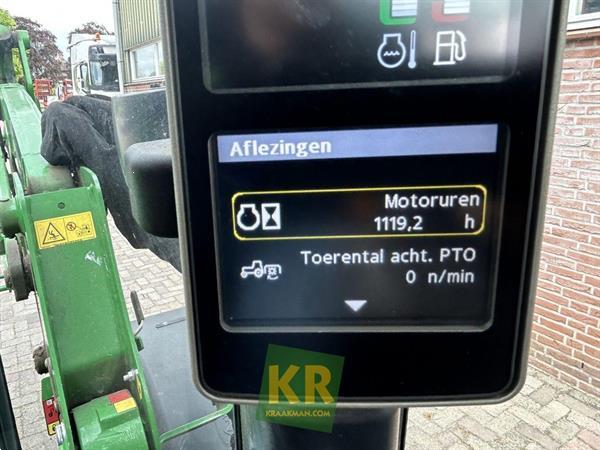 Aflezingen
Motoruren
1119,2 h
Toerental acht. PTO
0 n/min
KR
KRAAKMAN.COM